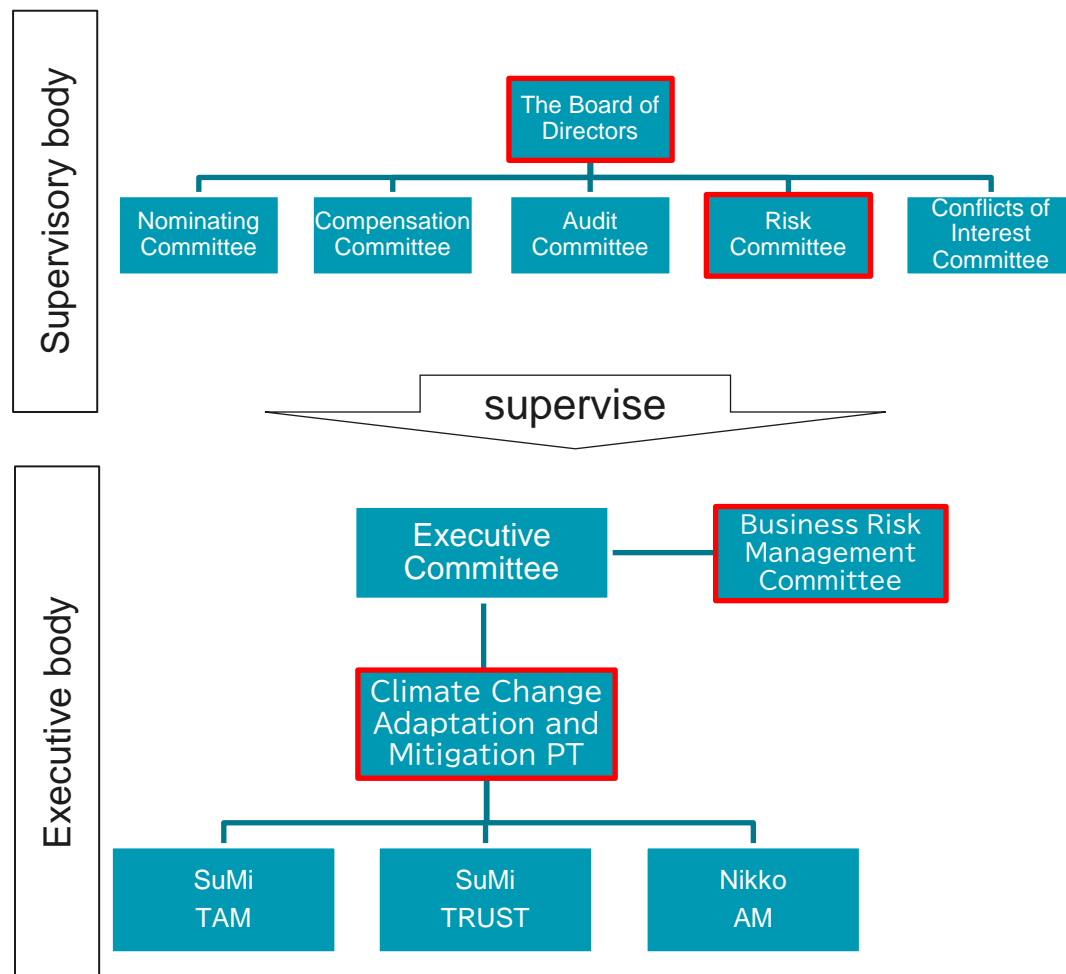 Supervisory body
The Board of
Directors
Nominating
Committee
Compensation
Committee
Audit
Committee
Risk
Committee
Conflicts of
Interest
Committee
supervise
Executive body
Executive
Committee
Business Risk
Management
Committee
Climate Change
Adaptation and
Mitigation PT
SuMi
TAM
SuMi
TRUST
Nikko
AM